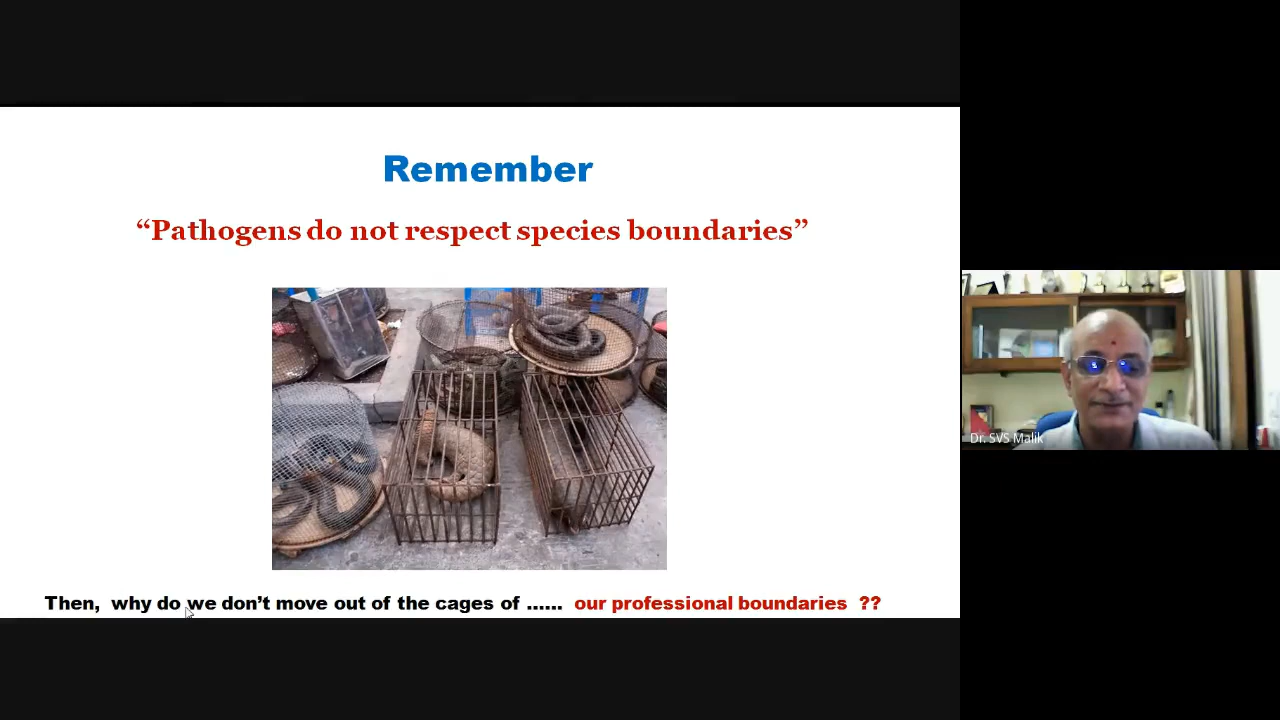 Remember
“Pathogens do not respect species boundaries”
Then, why do we don’t move out of the cages of ...... our professional boundaries ??
Dr. SVS Malik